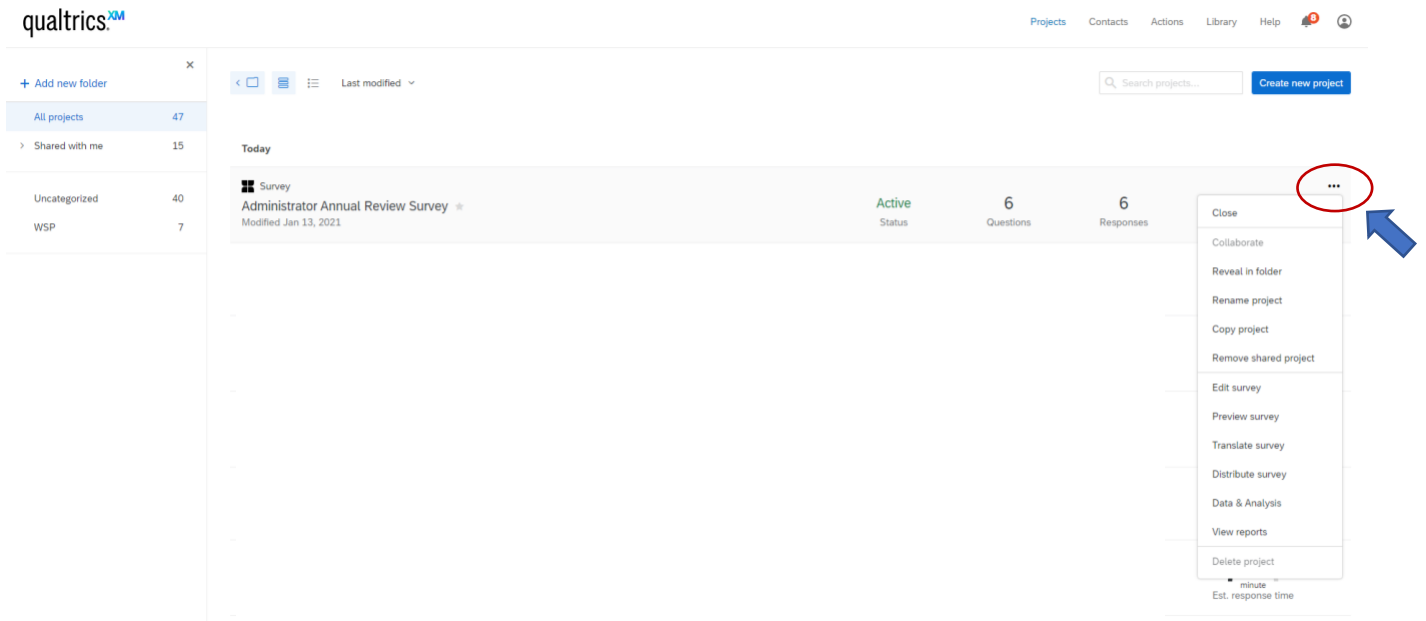 qualtrics.XM
Projects Contacts Actions Library Help 8
+ Add new folder
All projects 47
Shared with me 15
Uncategorized 40
WSP 7
Last modified
Search projects...
Create new project
Today
Survey
Administrator Annual Review Survey
Modified Jan 13, 2021
Active
Status
6
Questions
6
Responses
Close
Collaborate
Reveal in folder
Rename project
Copy project
Remove shared project
Edit survey
Preview survey
Translate survey
Distribute survey
Data & Analysis
View reports
Delete project
minute
Est. response time